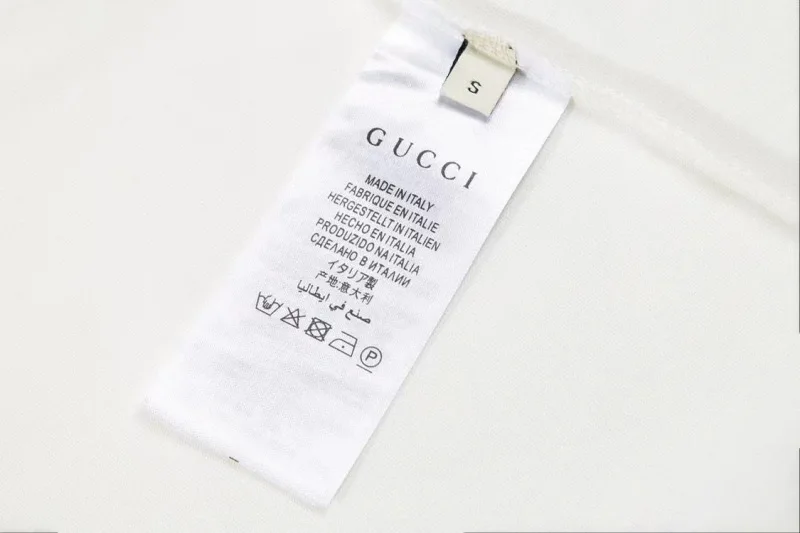 S
GUCCI
MADE IN ITALY
FABRIQUE EN ITALIE
HERGESTELLT IN ITALIEN
HECHO EN ITALIA
PRODUZIDO NA ITALIA
СДЕЛАНО В ИТАЛИИ
イタリア製
产地:意大利
صنع في ايطاليا
P